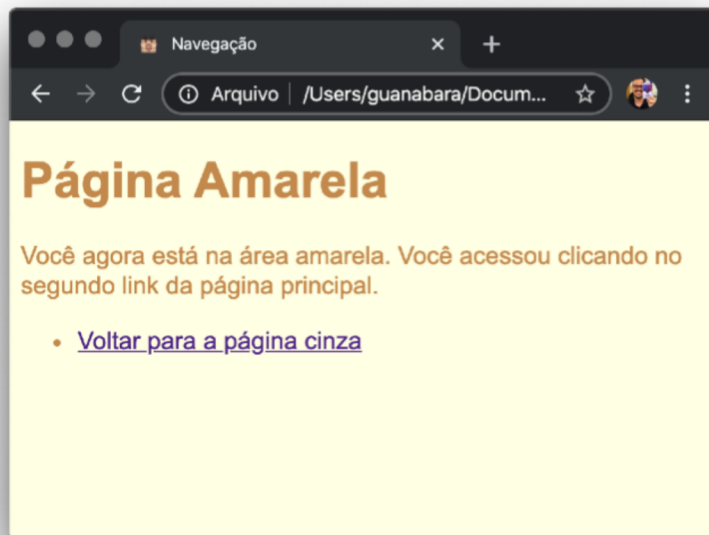 Navegação
Arquivo
/Users/guanabara/Docum...
Página Amarela
Você agora está na área amarela. Você acessou clicando no
segundo link da página principal.
Voltar para a página cinza